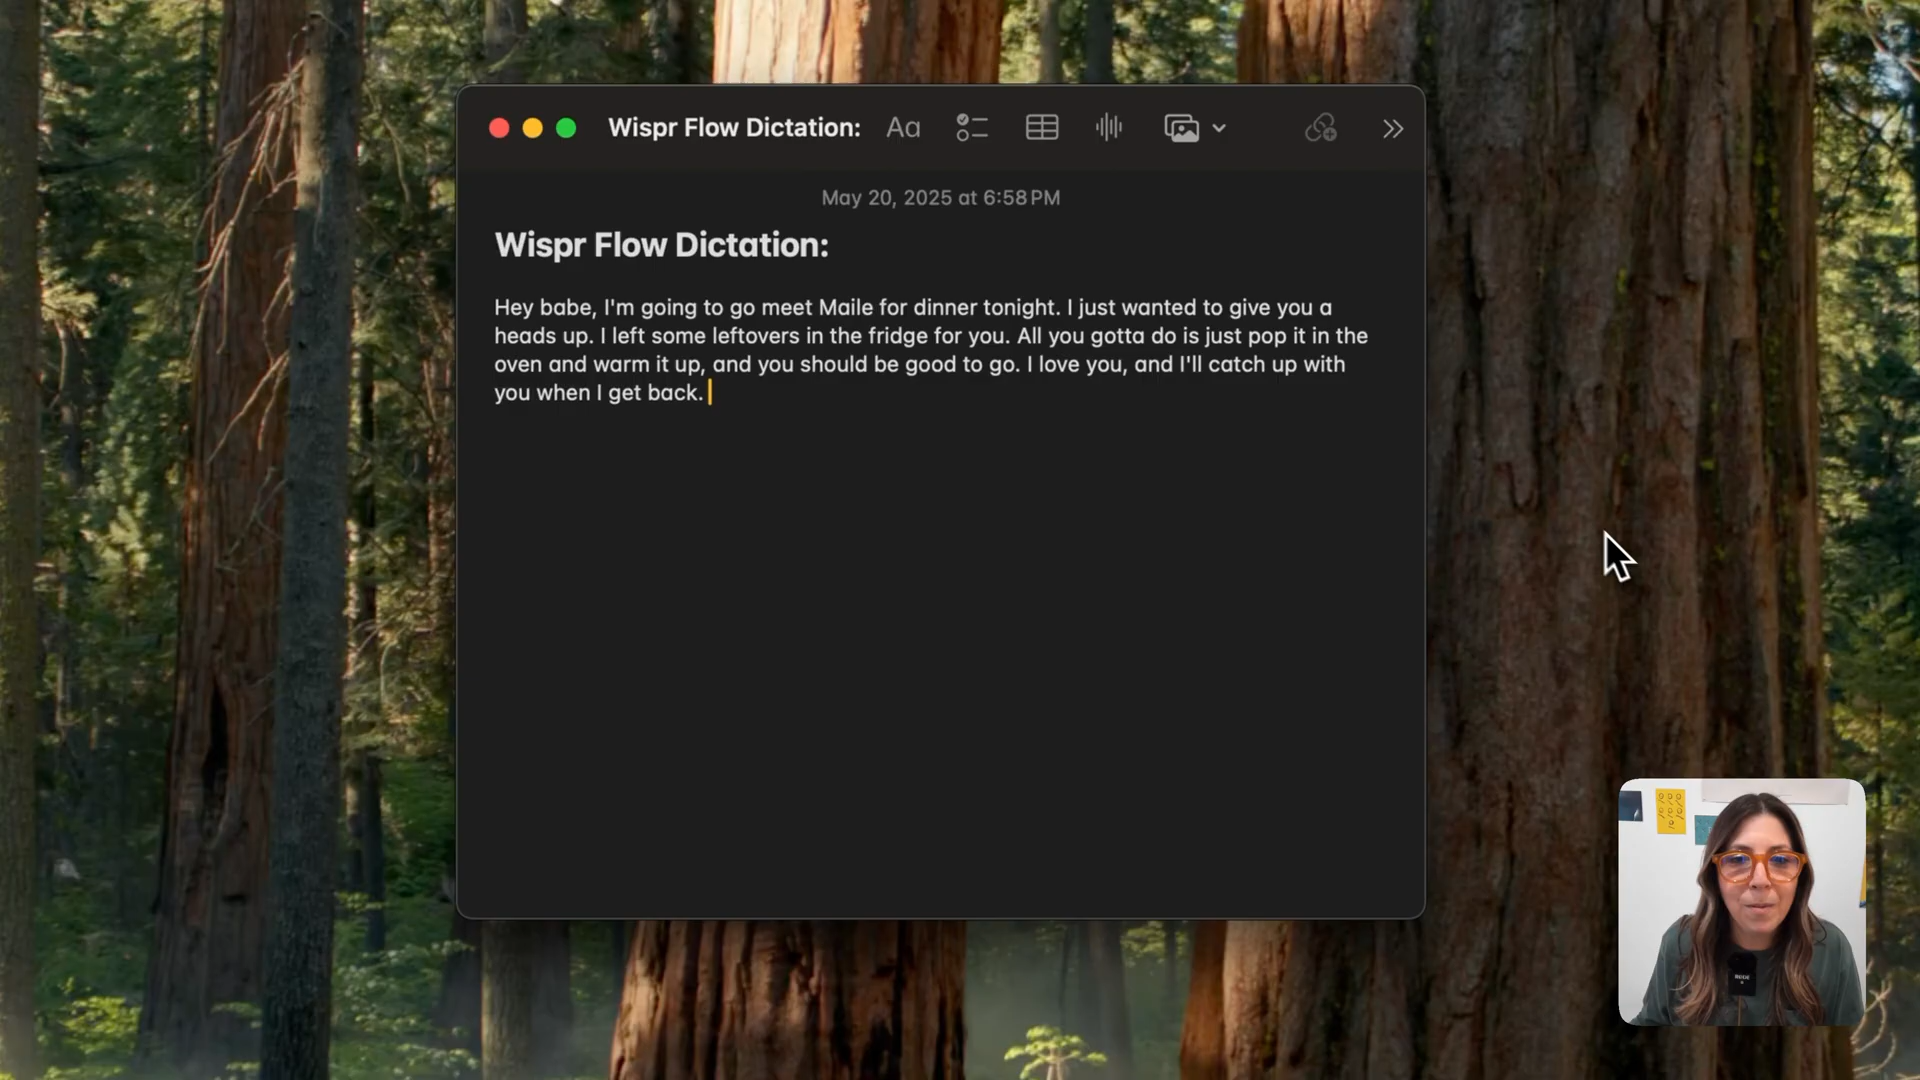 Wispr Flow Dictation:
May 20, 2025 at 6:58 PM
Wispr Flow Dictation:
Hey babe, I'm going to go meet Maile for dinner tonight. I just wanted to give you a
heads up. I left some leftovers in the fridge for you. All you gotta do is just pop it in the
oven and warm it up, and you should be good to go. I love you, and I'll catch up with
you when I get back.